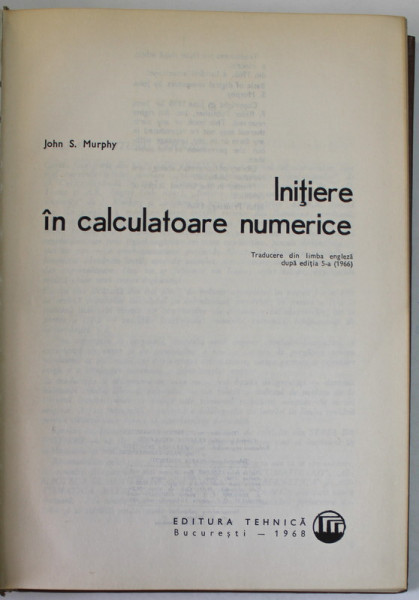 John S. Murphy
Iniţiere
în calculatoare numerice
Traducere din limba engleză
după ediţia 5-a (1966)
EDITURA TEHNICĂ
Bucureşti — 1968